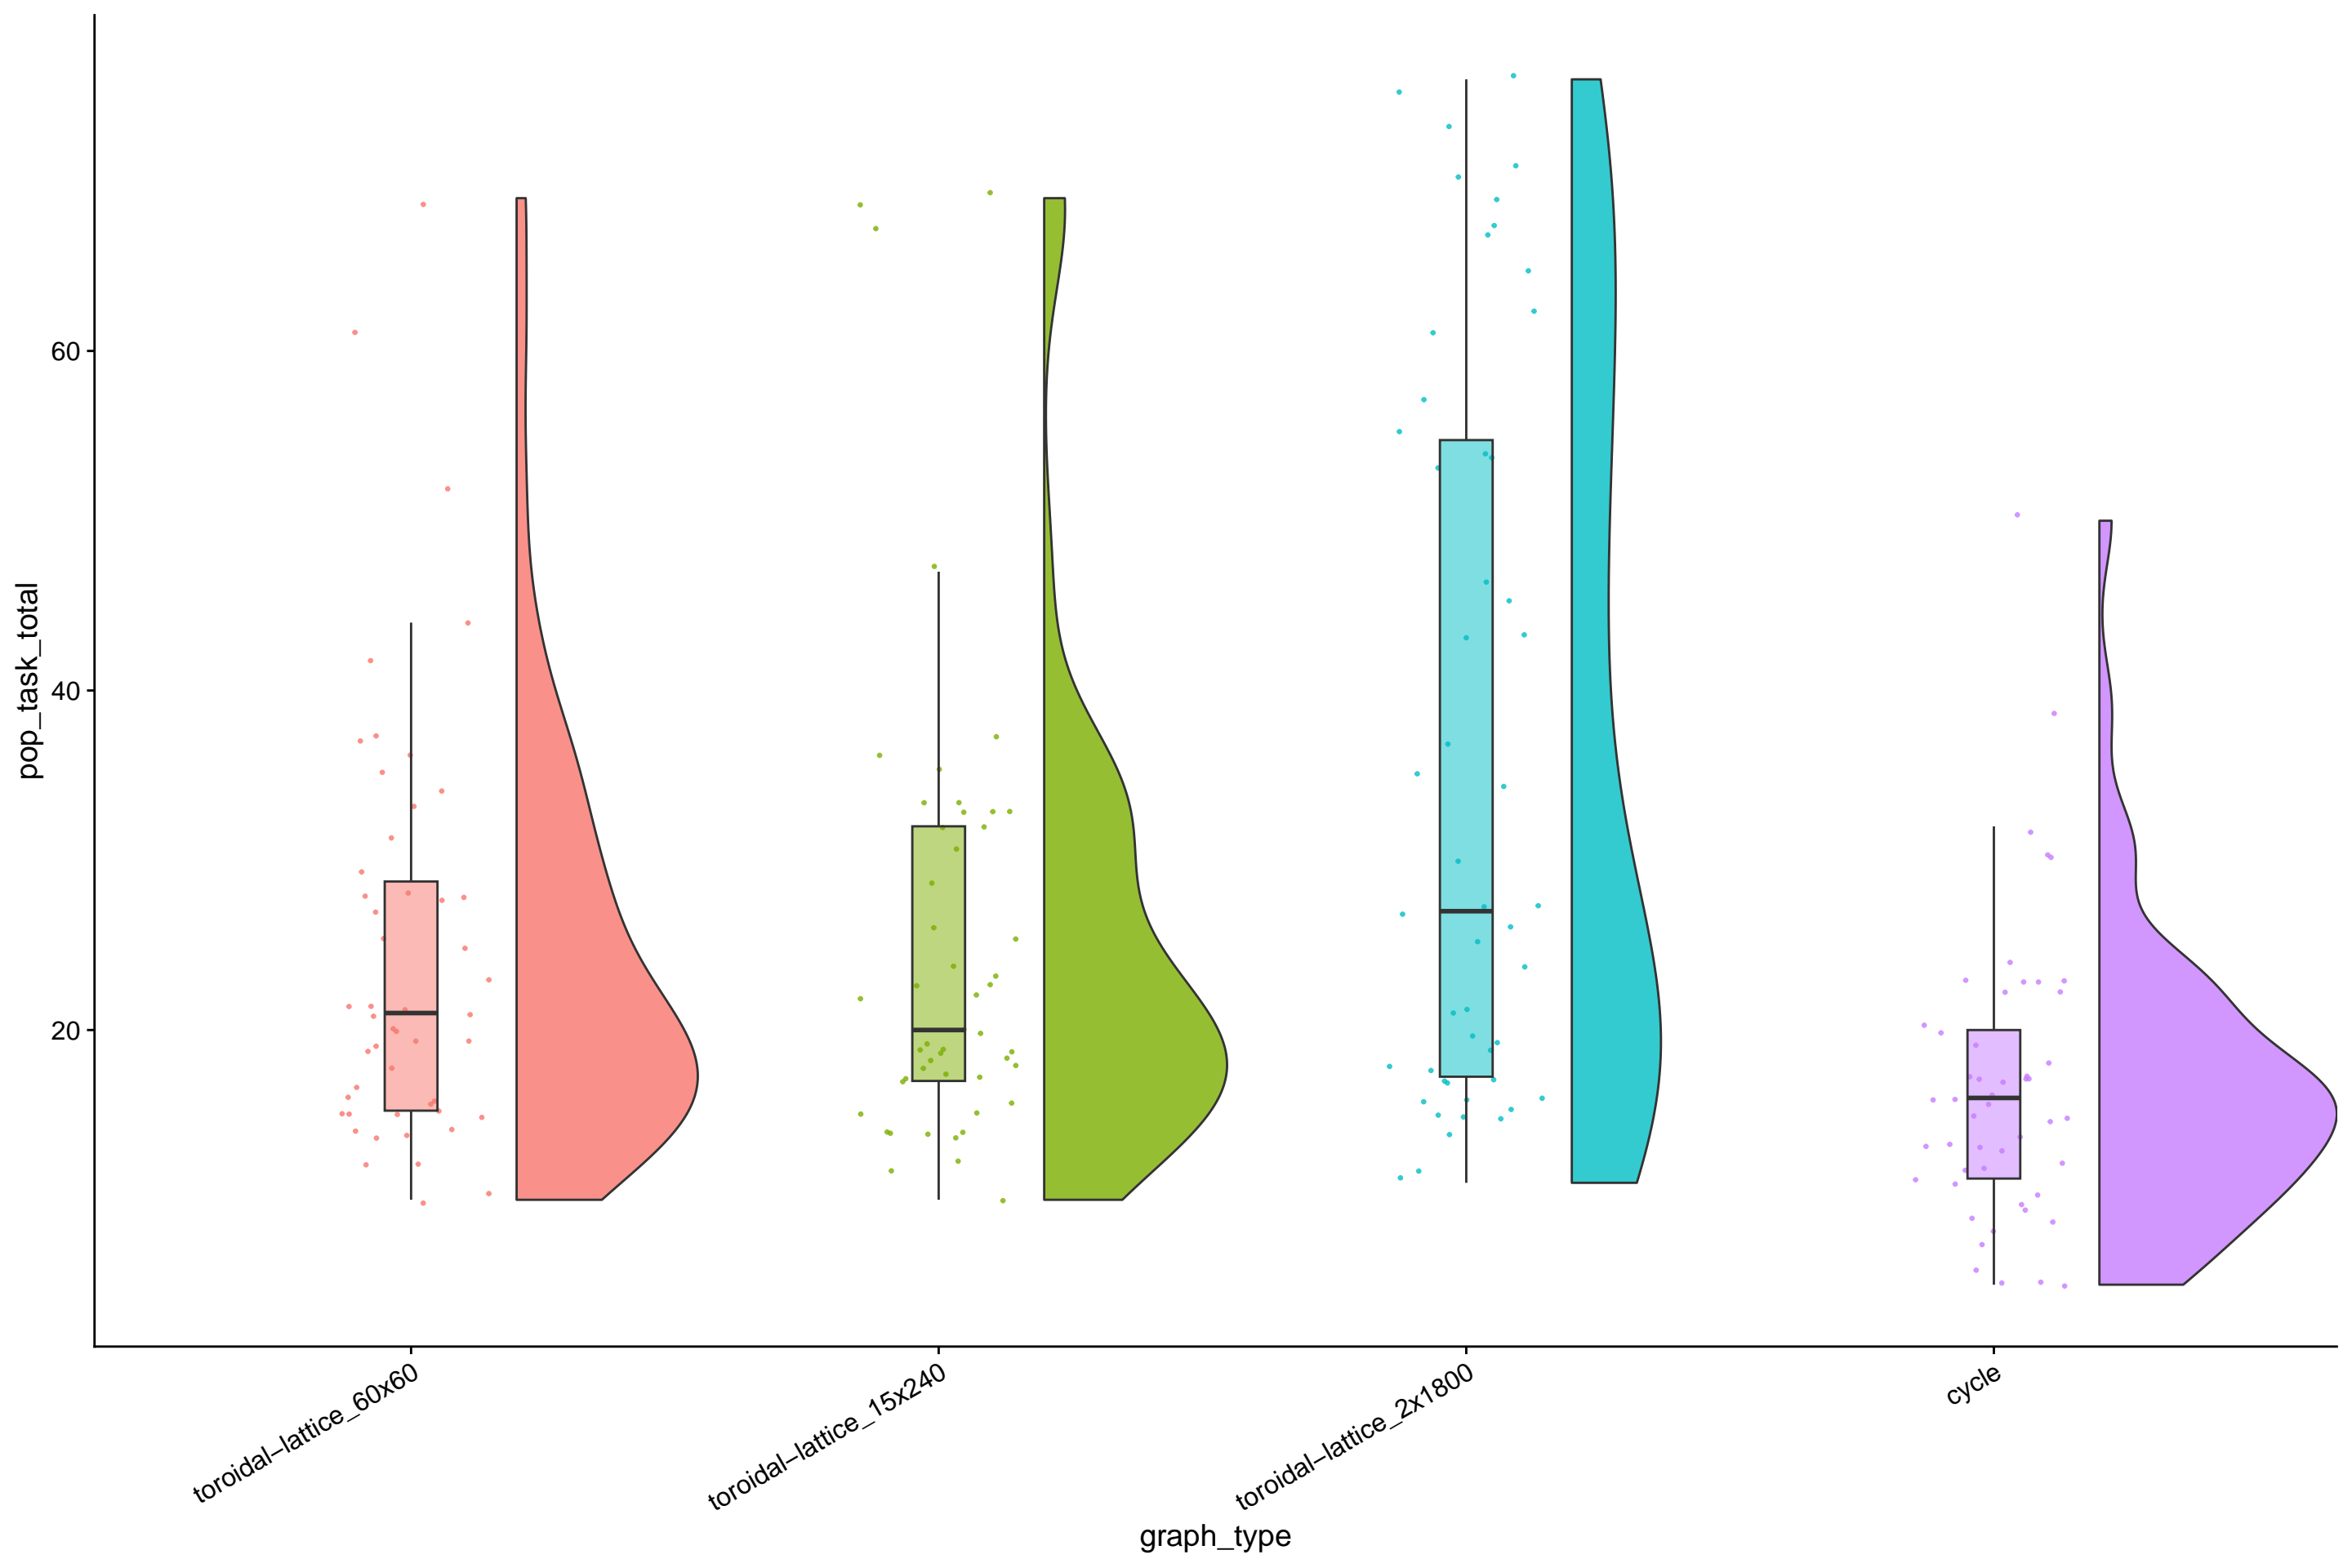 pop_task_total
60
40
20
toroidal−lattice_60x60
toroidal−lattice_15x240
toroidal−lattice_2x1800
cycle
graph_type